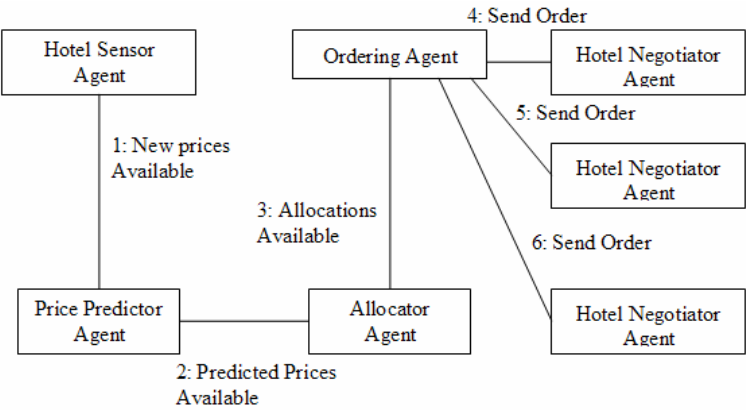 4: Send Order
Hotel Sensor
Agent
Ordering Agent
Hotel Negotiator
Agent
5: Send Order
1: New prices
Available
Hotel Negotiator
Agent
3: Allocations
Available
6: Send Order
Price Predictor
Agent
Allocator
Agent
Hotel Negotiator
Agent
2: Predicted Prices
Available